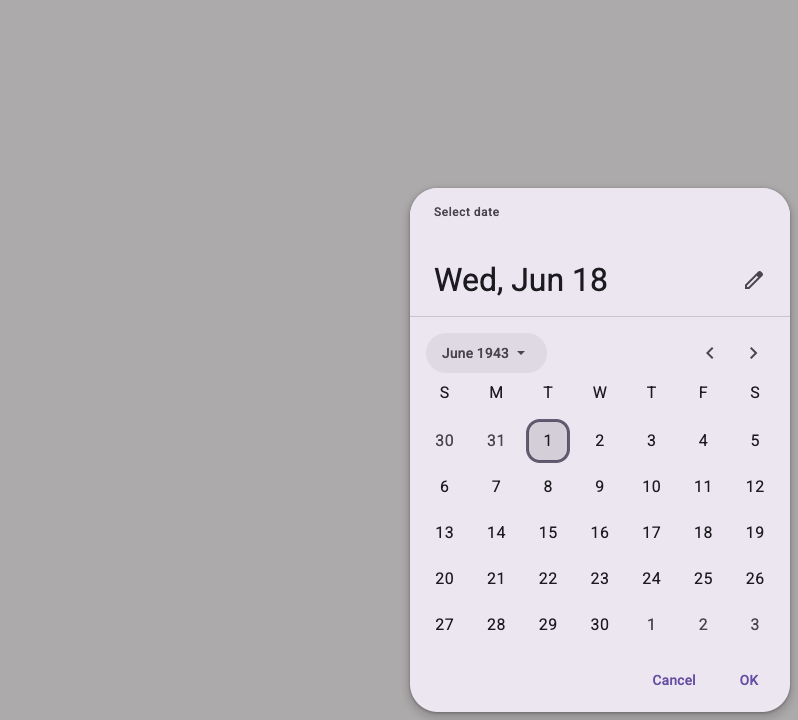 Select date
Wed, Jun 18
June 1943
S M T W T F S
30 31 1 2 3 4 5
6 7 8 9 10 11 12
13 14 15 16 17 18 19
20 21 22 23 24 25 26
27 28 29 30 1 2 3
Cancel OK